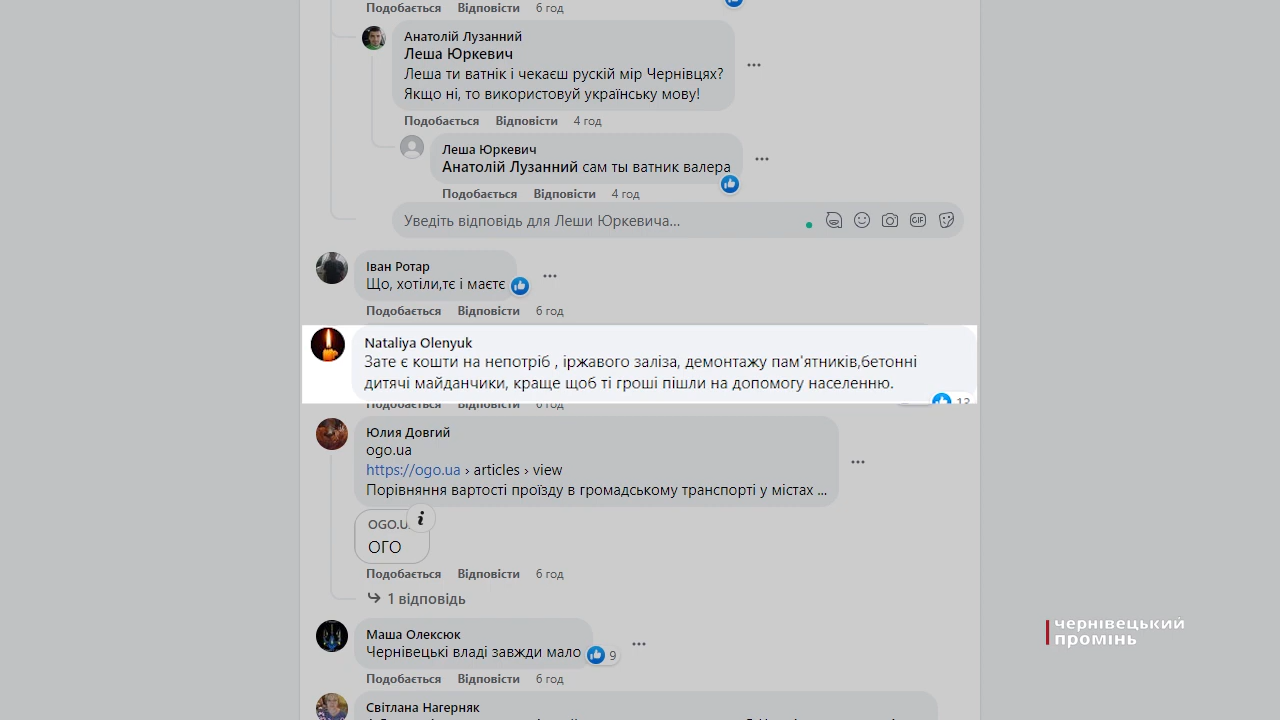 Подобається Відповісти 6 год
Анатолій Лузанний
Леша Юркевич
Леша ти ватнік і чекаєш рускій мір Чернівцях?
Якщо ні, то використовуй українську мову!
Подобається Відповісти 4 год
Леша Юркевич
Анатолій Лузанний сам ты ватник валера
Подобається Відповісти 4 год
Уведіть відповідь для Леши Юркевича...
GIF
Іван Ротар
Що, хотіли,тє і маєтє
Подобається Відповісти 6 год
Nataliya Olenyuk
Зате є кошти на непотріб , іржавого заліза, демонтажу пам'ятників,бетонні
дитячі майданчики, краще щоб ті гроші пішли на допомогу населенню.
13
Подобається Відповісти 6 год
Юлия Довгий
ogo.ua
https://ogo.ua › articles › view
Порівняння вартості проїзду в громадському транспорті у містах ...
OGO.U
ОГО
Подобається Відповісти 6 год
1 відповідь
Маша Олексюк
Чернівецькі владі завжди мало
9
Подобається Відповісти 6 год
чернівецький
промінь
Світлана Нагерняк